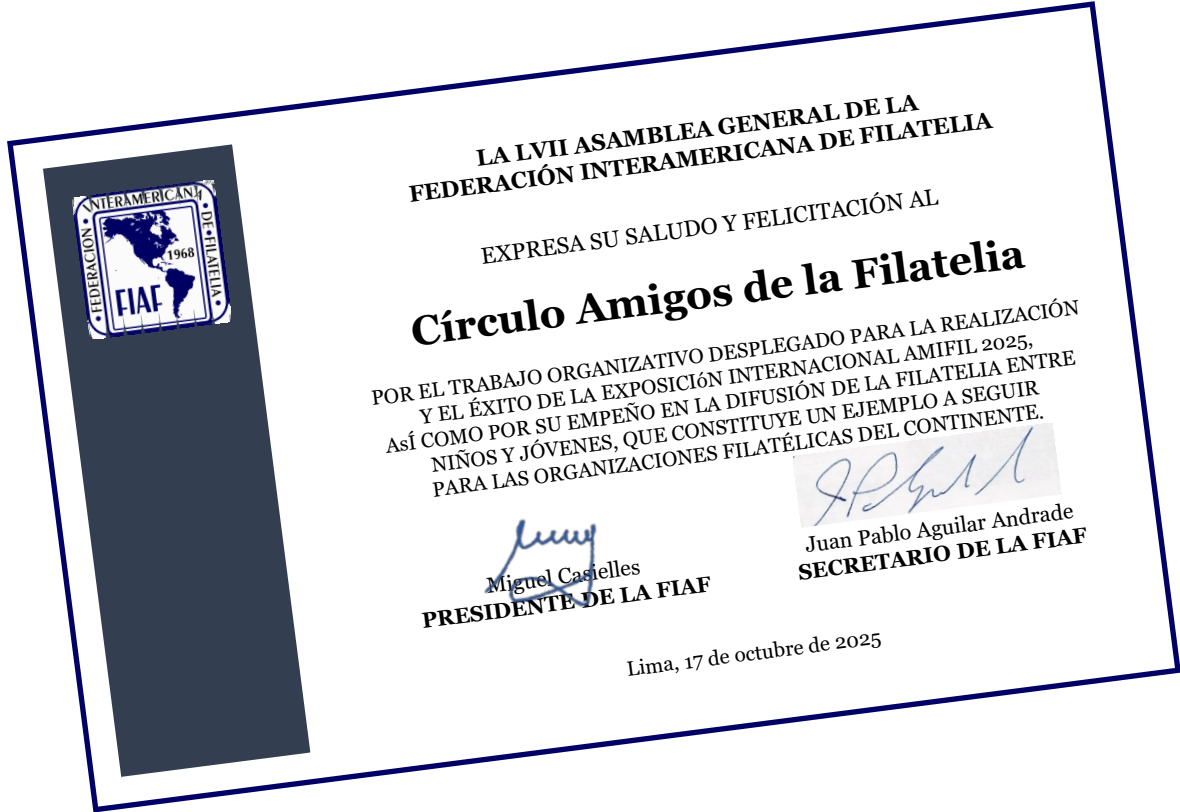 LA LVII ASAMBLEA GENERAL DE LA
FEDERACIÓN INTERAMERICANA DE FILATELIA
EXPRESA SU SALUDO Y FELICITACIÓN AL
Círculo Amigos de la Filatelia
POR EL TRABAJO ORGANIZATIVO DESPLEGADO PARA LA REALIZACIÓN
Y EL ÉXITO DE LA EXPOSICIóN INTERNACIONAL AMIFIL 2025,
AsÍ COMO POR SU EMPEÑO EN LA DIFUSIÓN DE LA FILATELIA ENTRE
NIÑOS Y JÓVENES, QUE CONSTITUYE UN EJEMPLO A SEGUIR
PARA LAS ORGANIZACIONES FILATÉLICAS DEL CONTINENTE.
Miguel Casielles
PRESIDENTE DE LA FIAF
Juan Pablo Aguilar Andrade
SECRETARIO DE LA FIAF
Lima, 17 de octubre de 2025
FEDERACION • INTERAMERICANA • DE • FILATELIA •
1968
FIAF